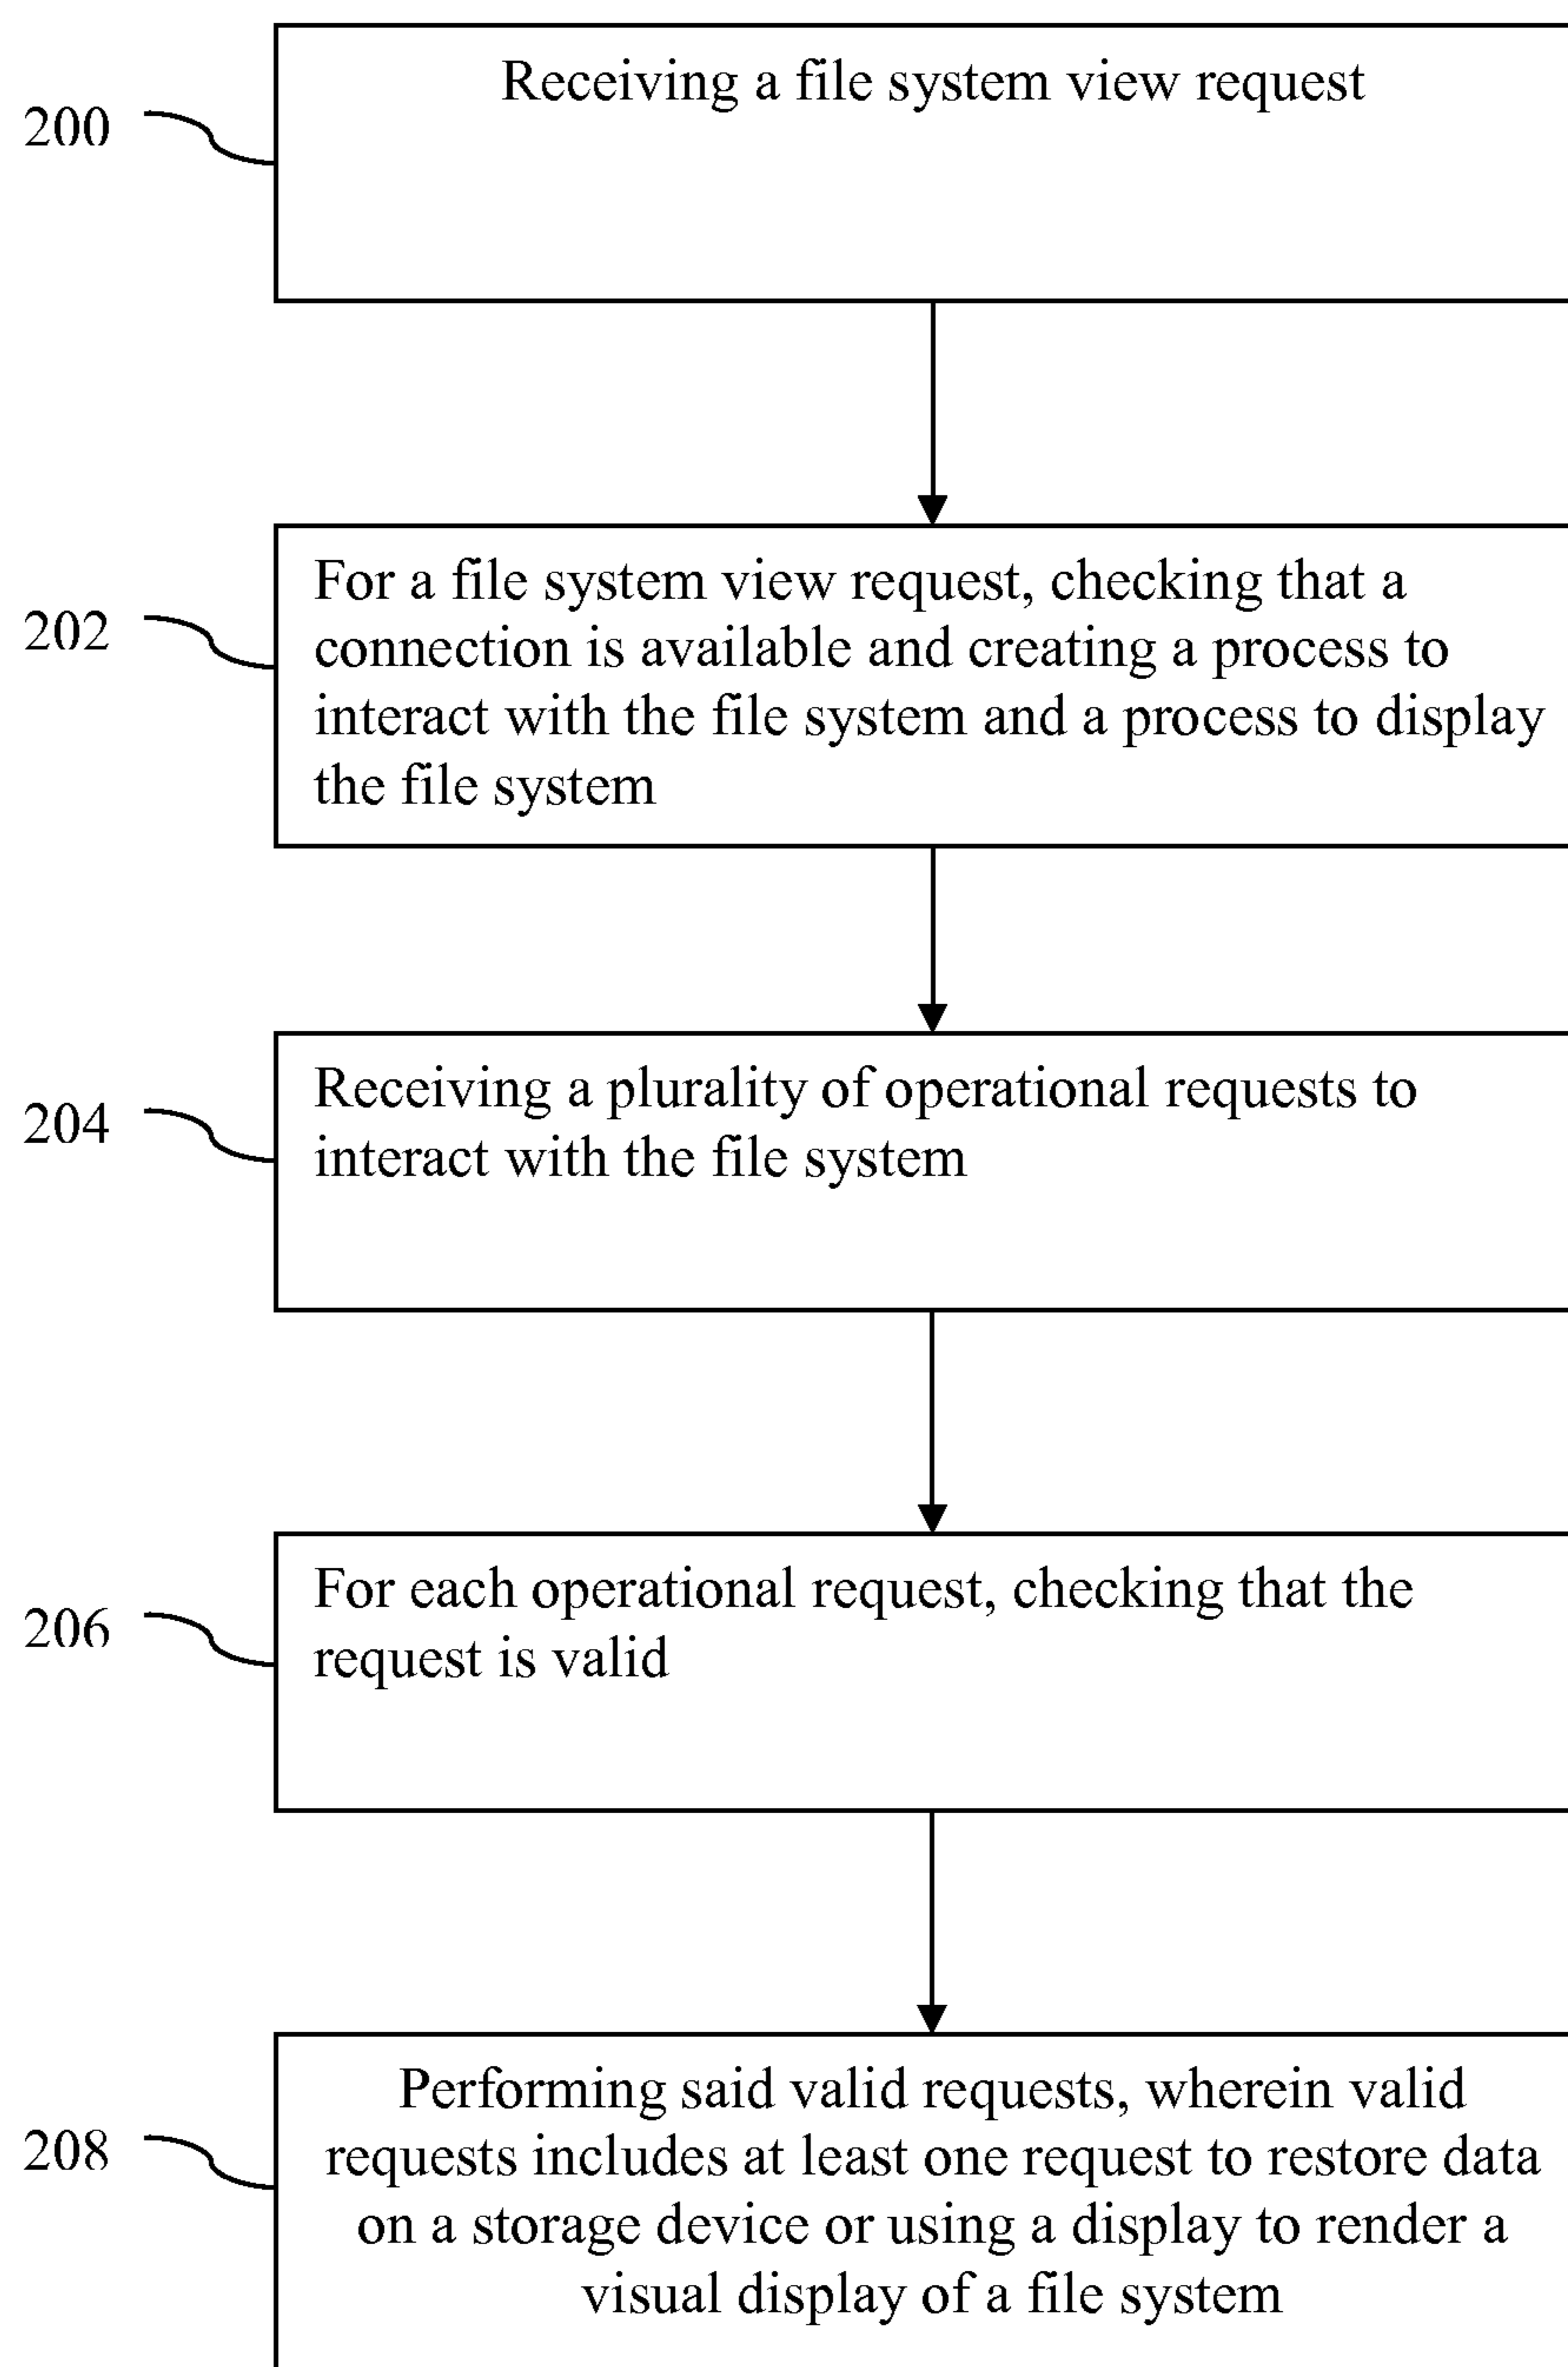 Receiving a file system view request
200
For a file system view request, checking that a
connection is available and creating a process to
interact with the file system and a process to display
the file system
202
Receiving a plurality of operational requests to
interact with the file system
204
For each operational request, checking that the
request is valid
206
Performing said valid requests, wherein valid
requests includes at least one request to restore data
on a storage device or using a display to render a
visual display of a file system
208